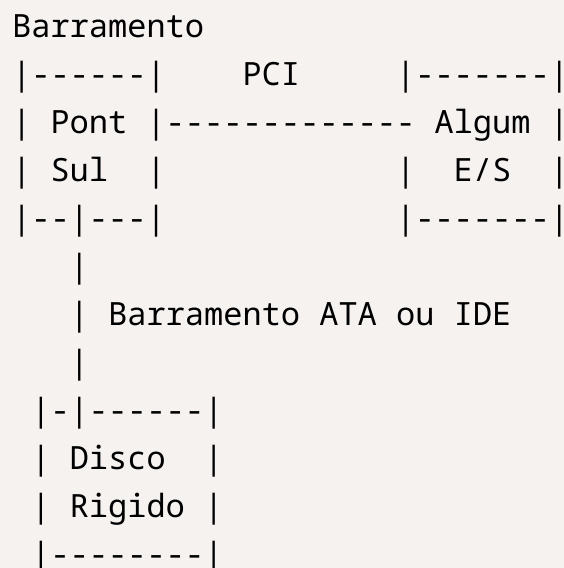 Barramento
|------|    PCI     |-------|
| Pont |------------- Algum |
| Sul  |            |  E/S  |
|--|---|            |-------|
   |
   | Barramento ATA ou IDE
   |
 |-|------|
 | Disco  |
 | Rigido |
 |--------|